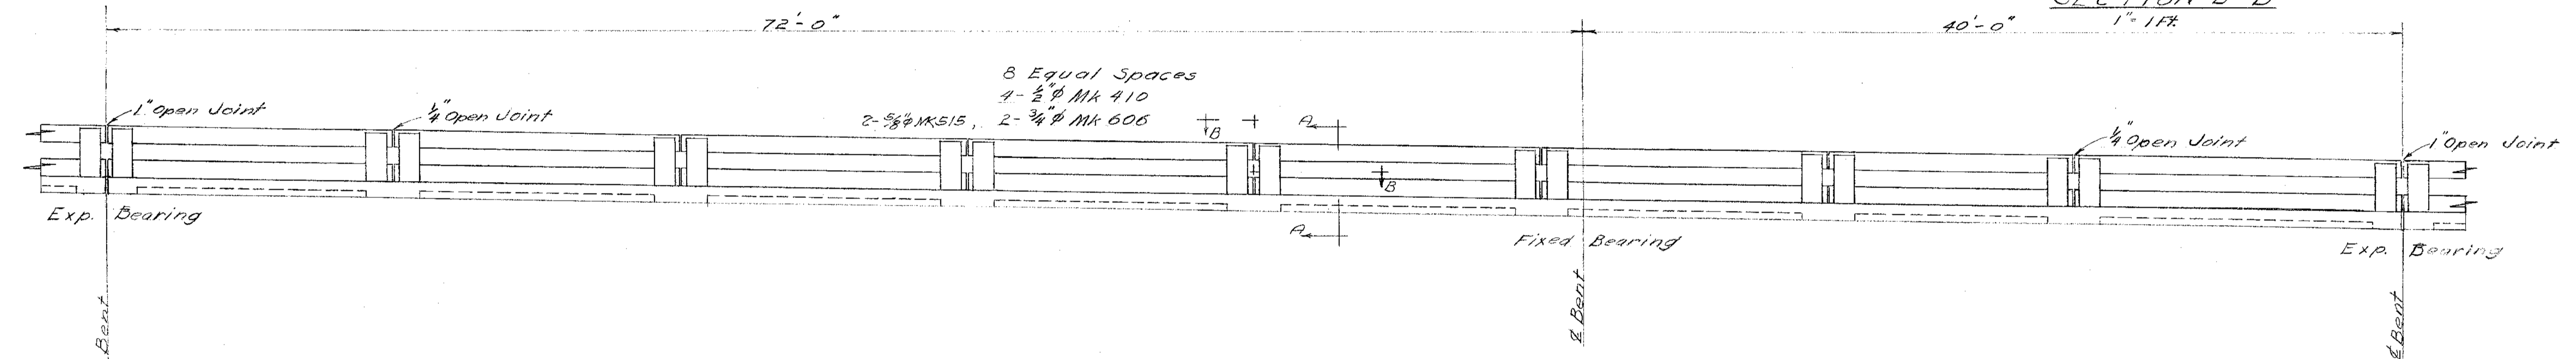 SECTION B-B
1" = 1 Ft.
72'-0"
40'-0"
8 Equal Spaces
4- ½"φ Mk 410
2- ⅝"φ MK 515, 2- ¾"φ Mk 606
1" Open Joint
¼" Open Joint
B
A
¼" Open Joint
1" Open Joint
B
Exp. Bearing
A
Fixed Bearing
Exp. Bearing
Bent
℄ Bent
℄ Bent